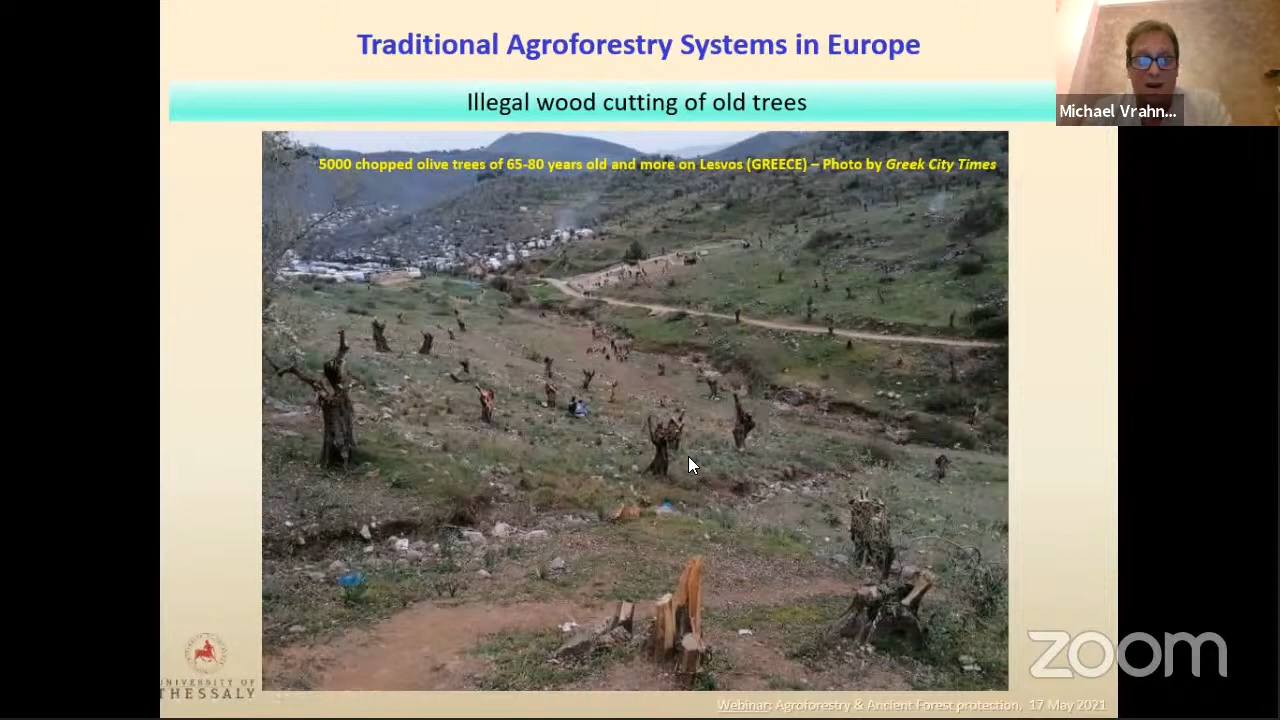 Traditional Agroforestry Systems in Europe
Illegal wood cutting of old trees
Michael Vrahn...
5000 chopped olive trees of 65-80 years old and more on Lesvos (GREECE) – Photo by Greek City Times
UNIVERSITY OF
THESSALY
zoom
Webinar: Agroforestry & Ancient Forest protection, 17 May 2021